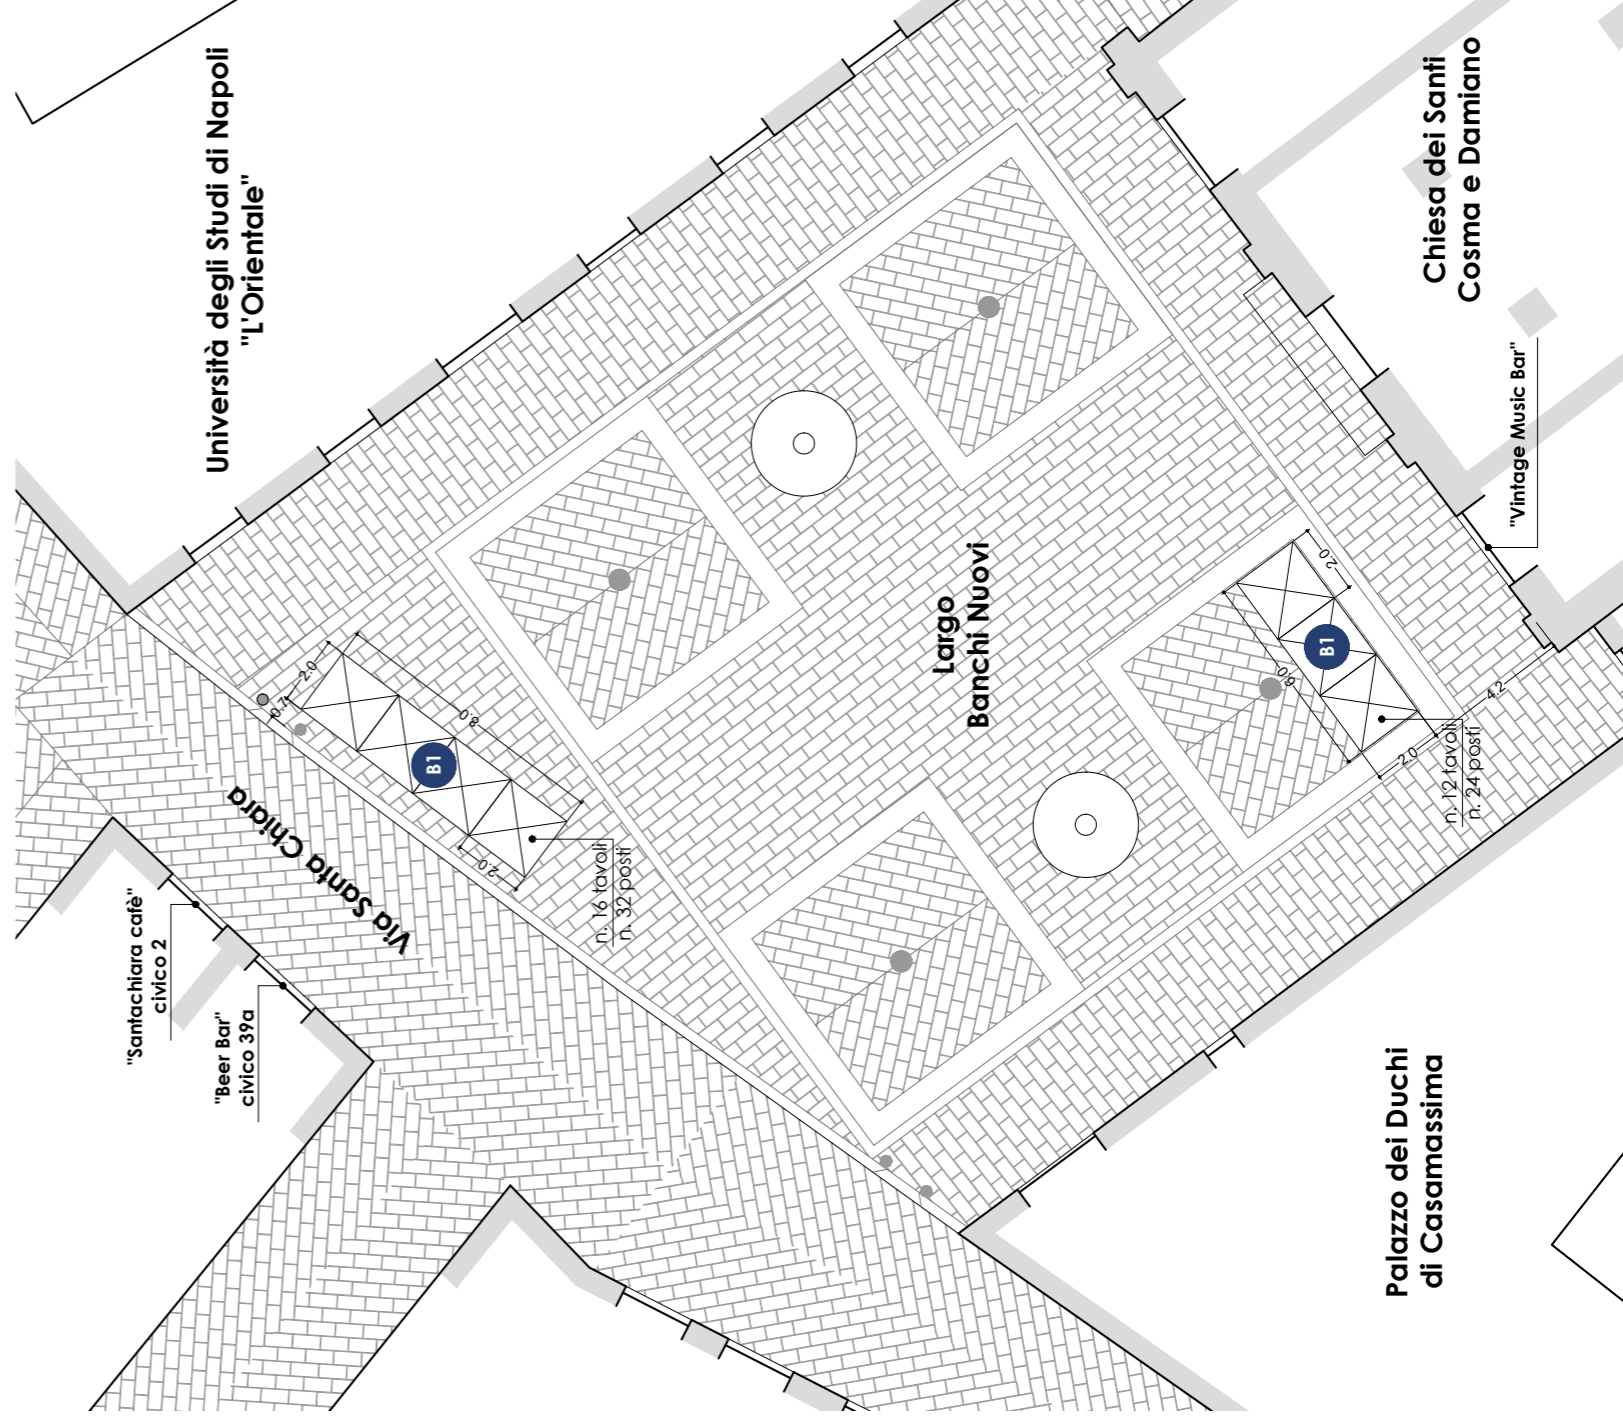 Università degli Studi di Napoli
"L'Orientale"
Chiesa dei Santi
Cosma e Damiano
"Vintage Music Bar"
Largo
Banchi Nuovi
Via Santa Chiara
"Santachiara cafè"
civico 2
"Beer Bar"
civico 39a
Palazzo dei Duchi
di Casamassima
B1
2.0
0.7
8.0
2.0
n. 16 tavoli
n. 32 posti
B1
2.0
6.0
2.0
4.2
n. 12 tavoli
n. 24 posti